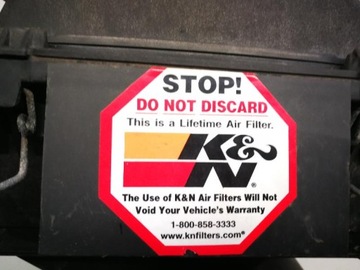 STOP!
DO NOT DISCARD
This is a Lifetime Air Filter.
K&
N®
The Use of K&N Air Filters Will Not
Void Your Vehicle's Warranty
1-800-858-3333
www.knfilters.com®